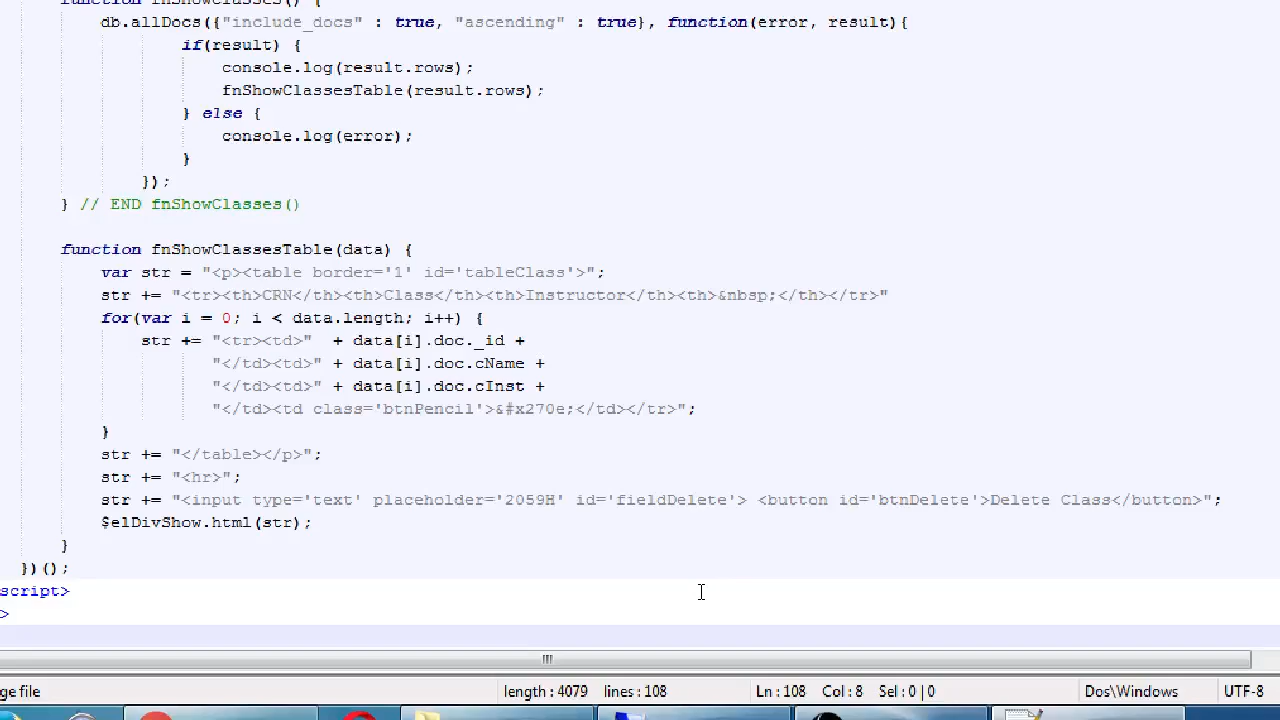 function fnShowClasses() {
db.allDocs({"include_docs" : true, "ascending" : true}, function(error, result){
if(result) {
console.log(result.rows);
fnShowClassesTable(result.rows);
} else {
console.log(error);
}
});
} // END fnShowClasses()
function fnShowClassesTable(data) {
var str = "<p><table border='1' id='tableClass'>";
str += "<tr><th>CRN</th><th>Class</th><th>Instructor</th><th>&nbsp;</th></tr>"
for(var i = 0; i < data.length; i++) {
str += "<tr><td>" + data[i].doc._id +
"</td><td>" + data[i].doc.cName +
"</td><td>" + data[i].doc.cInst +
"</td><td class='btnPencil'>&#x270e;</td></tr>";
}
str += "</table></p>";
str += "<hr>";
str += "<input type='text' placeholder='2059H' id='fieldDelete'> <button id='btnDelete'>Delete Class</button>";
$elDivShow.html(str);
}
})();
script>
>
ge file length : 4079 lines : 108 Ln : 108 Col : 8 Sel : 0 | 0 Dos\Windows UTF-8